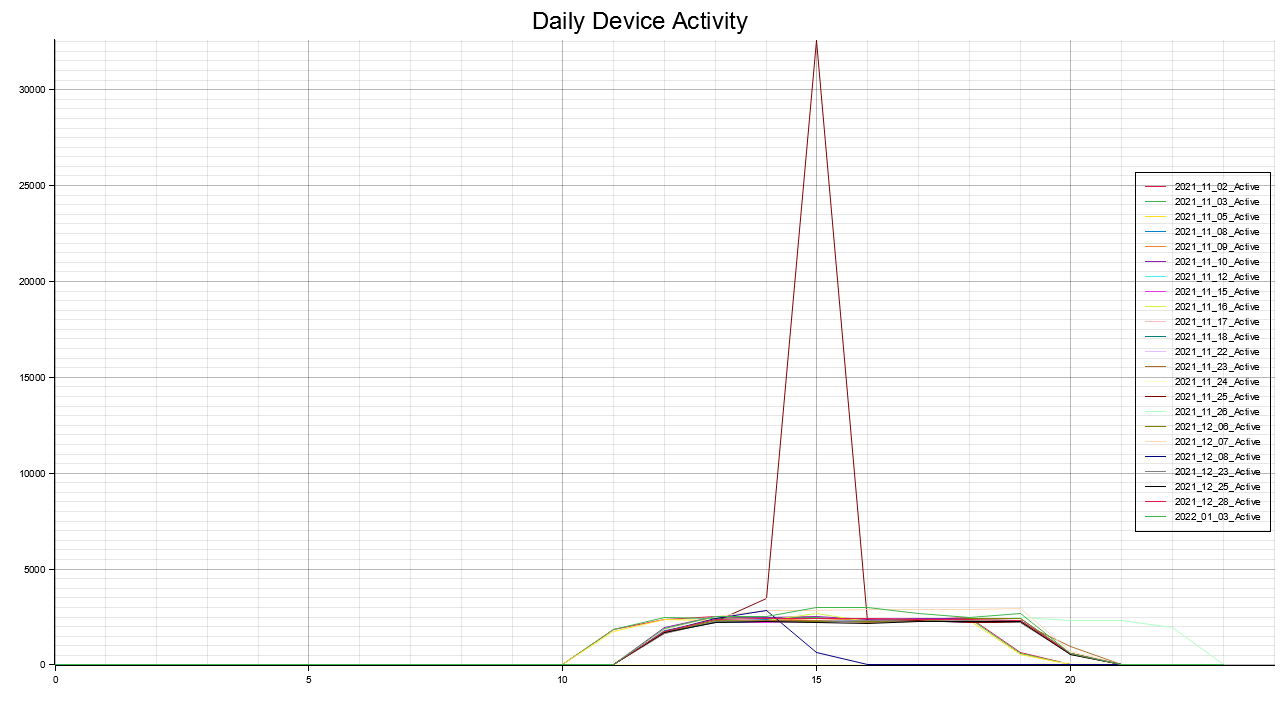 Daily Device Activity
30000
25000
20000
15000
10000
5000
0
0 5 10 15 20
2021_11_02_Active
2021_11_03_Active
2021_11_05_Active
2021_11_08_Active
2021_11_09_Active
2021_11_10_Active
2021_11_12_Active
2021_11_15_Active
2021_11_16_Active
2021_11_17_Active
2021_11_18_Active
2021_11_22_Active
2021_11_23_Active
2021_11_24_Active
2021_11_25_Active
2021_11_26_Active
2021_12_06_Active
2021_12_07_Active
2021_12_08_Active
2021_12_23_Active
2021_12_25_Active
2021_12_28_Active
2022_01_03_Active